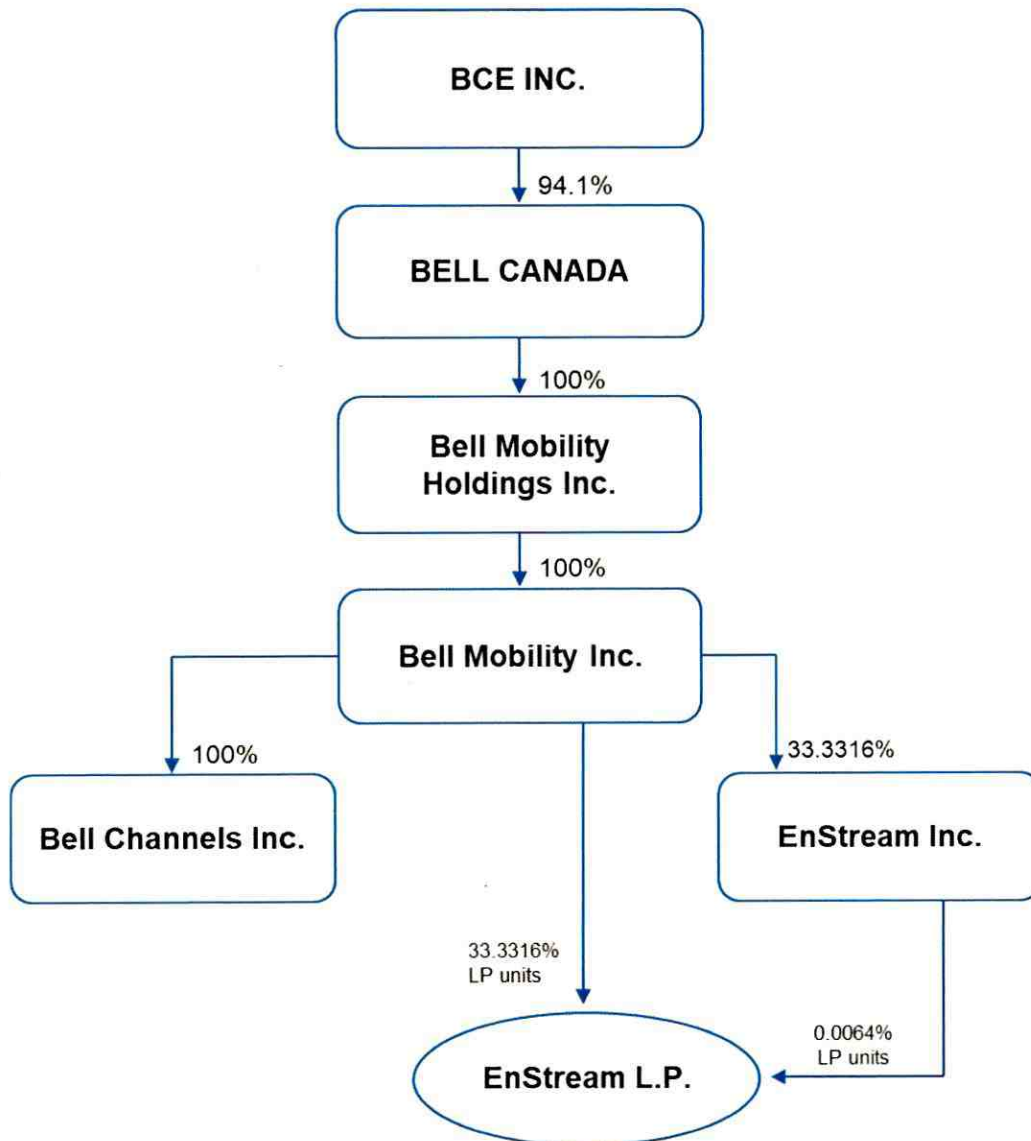 BCE INC.
94.1%
BELL CANADA
100%
Bell Mobility
Holdings Inc.
100%
Bell Mobility Inc.
100%
33.3316%
Bell Channels Inc.
EnStream Inc.
33.3316%
LP units
0.0064%
LP units
EnStream L.P.